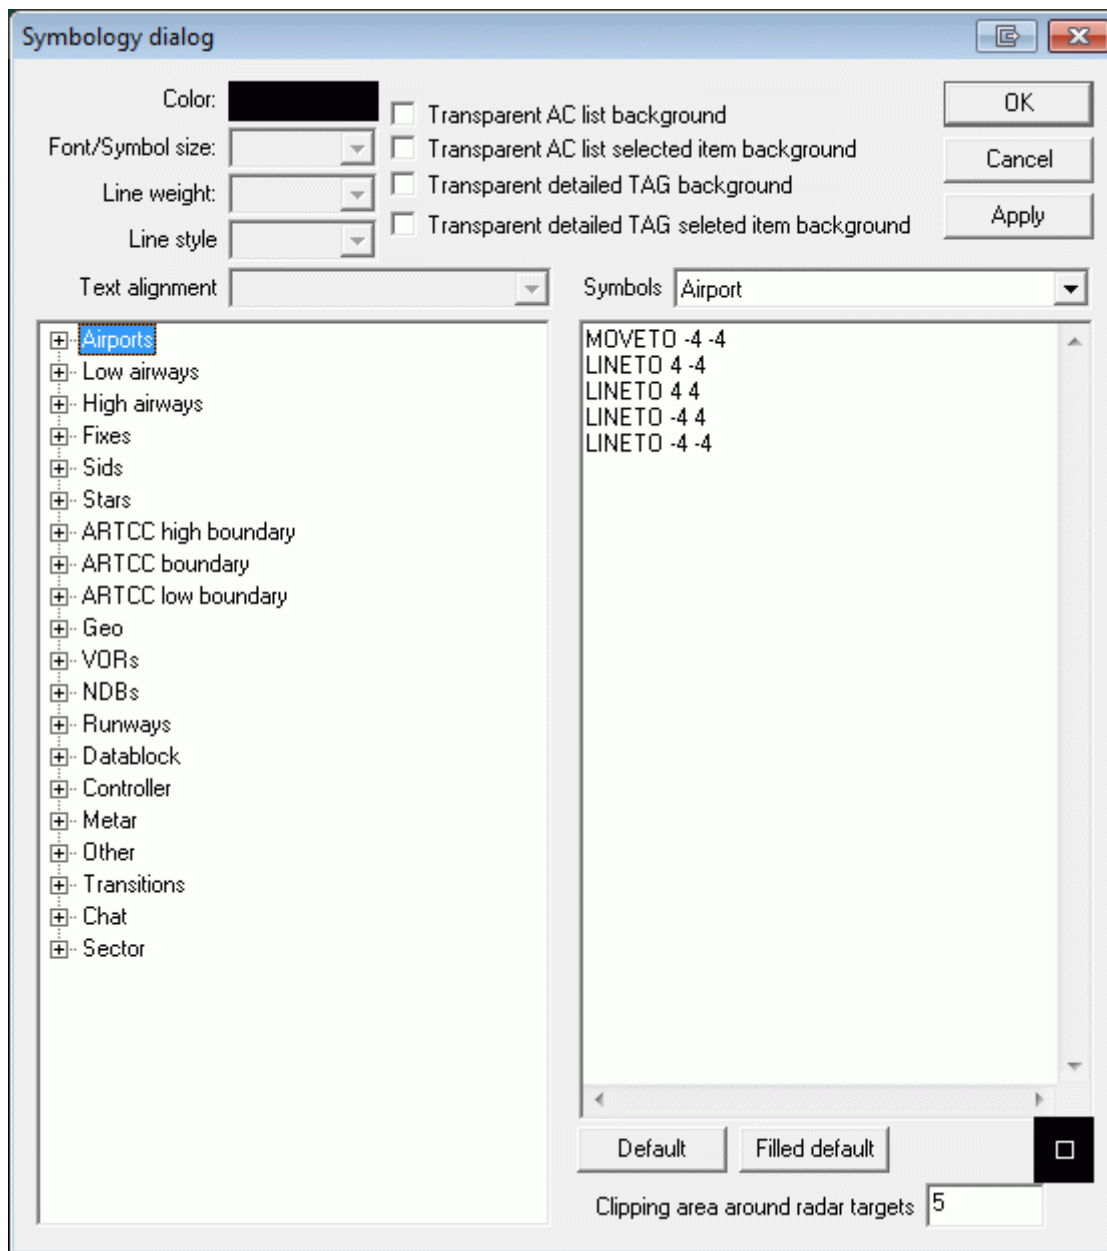 Symbology dialog
Color:
Font/Symbol size:
Line weight:
Line style
Text alignment
Transparent AC list background
Transparent AC list selected item background
Transparent detailed TAG background
Transparent detailed TAG seleted item background
OK
Cancel
Apply
Symbols Airport
Airports
Low airways
High airways
Fixes
Sids
Stars
ARTCC high boundary
ARTCC boundary
ARTCC low boundary
Geo
VORs
NDBs
Runways
Datablock
Controller
Metar
Other
Transitions
Chat
Sector
MOVETO -4 -4
LINETO 4 -4
LINETO 4 4
LINETO -4 4
LINETO -4 -4
Default
Filled default
Clipping area around radar targets 5